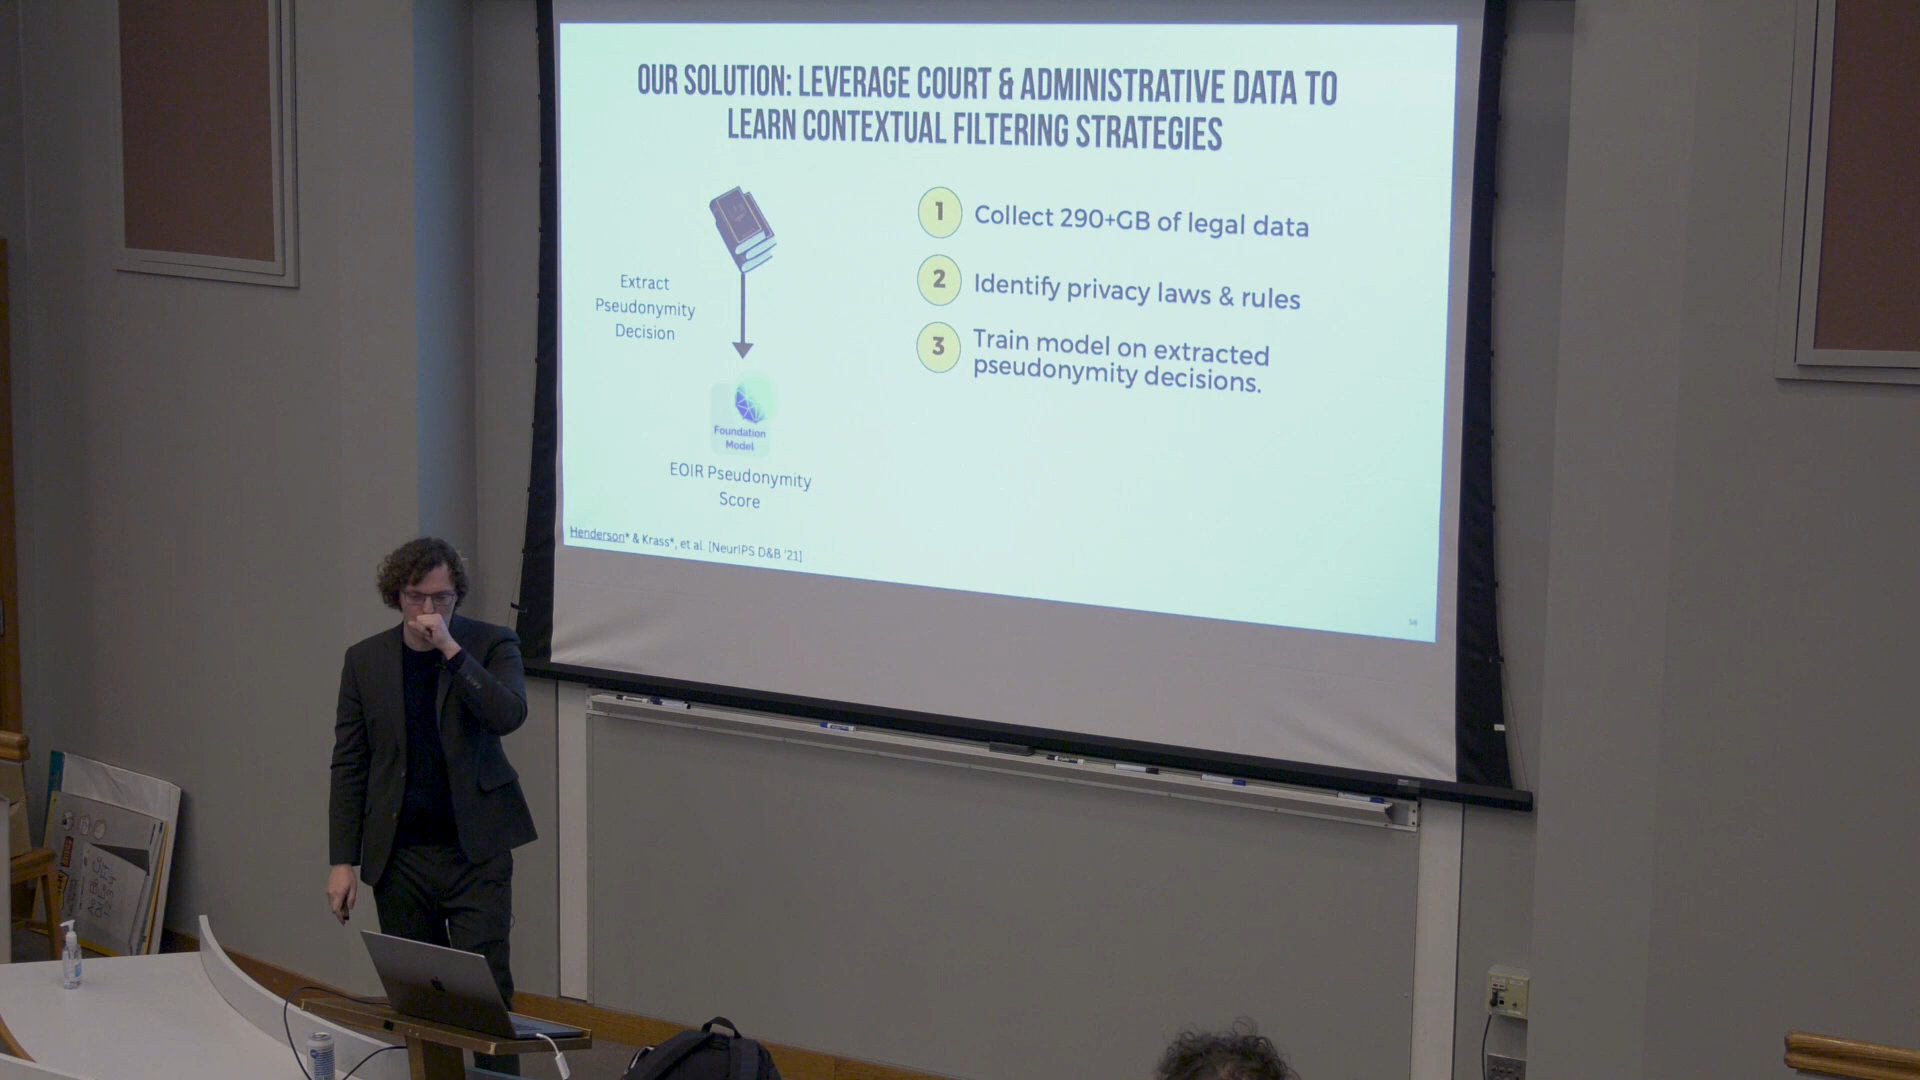 OUR SOLUTION: LEVERAGE COURT & ADMINISTRATIVE DATA TO
LEARN CONTEXTUAL FILTERING STRATEGIES
1 Collect 290+GB of legal data
2 Identify privacy laws & rules
3 Train model on extracted
pseudonymity decisions.
Extract
Pseudonymity
Decision
Foundation
Model
EOIR Pseudonymity
Score
Henderson* & Krass*, et al. [NeurIPS D&B '21]